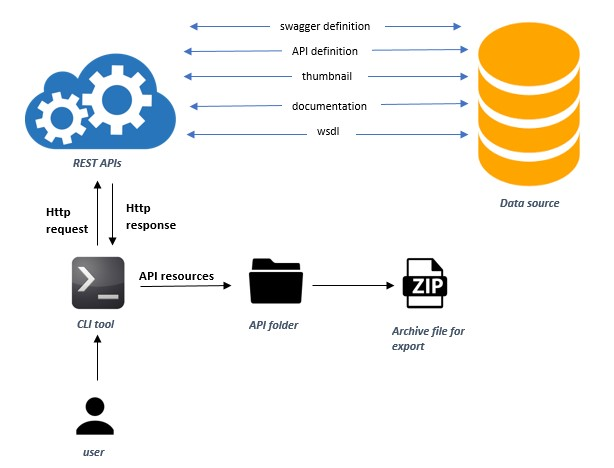 swagger definition
API definition
thumbnail
documentation
wsdl
REST APIs
Data source
Http
request
Http
response
API resources
ZIP
CLI tool
API folder
Archive file for
export
user